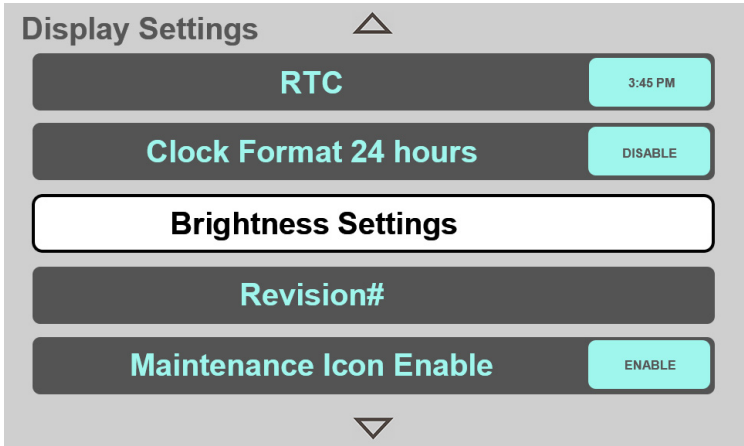 Display Settings
RTC
3:45 PM
Clock Format 24 hours
DISABLE
Brightness Settings
Revision#
Maintenance Icon Enable
ENABLE